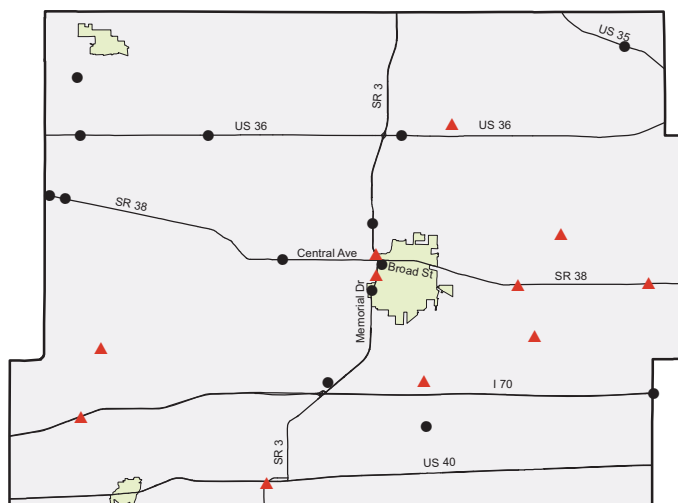 US 35
SR 3
US 36
US 36
SR 38
Central Ave
Broad St
SR 38
Memorial Dr
I 70
SR 3
US 40